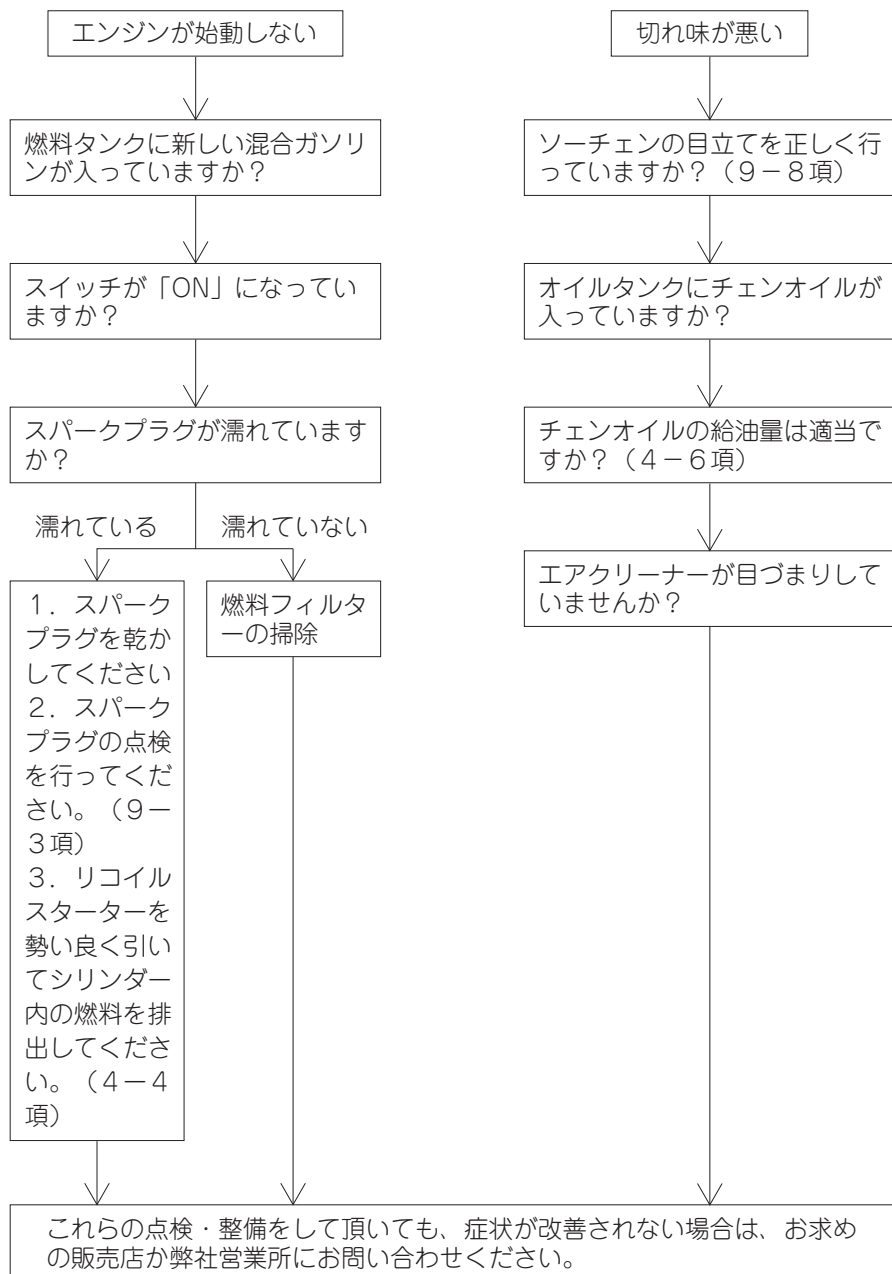 エンジンが始動しない
燃料タンクに新しい混合ガソリ
ンが入っていますか？
スイッチが「ON」になってい
ますか？
スパークプラグが濡れています
か？
濡れている
濡れていない
１．スパーク
プラグを乾か
してください
２．スパーク
プラグの点検
を行ってくだ
さい。（９－
３項）
３．リコイル
スターターを
勢い良く引い
てシリンダー
内の燃料を排
出してくださ
い。（４－４
項）
燃料フィルタ
ーの掃除
切れ味が悪い
ソーチェンの目立てを正しく行
っていますか？（９－８項）
オイルタンクにチェンオイルが
入っていますか？
チェンオイルの給油量は適当で
すか？（４－６項）
エアクリーナーが目づまりして
いませんか？
これらの点検・整備をして頂いても、症状が改善されない場合は、お求め
の販売店か弊社営業所にお問い合わせください。